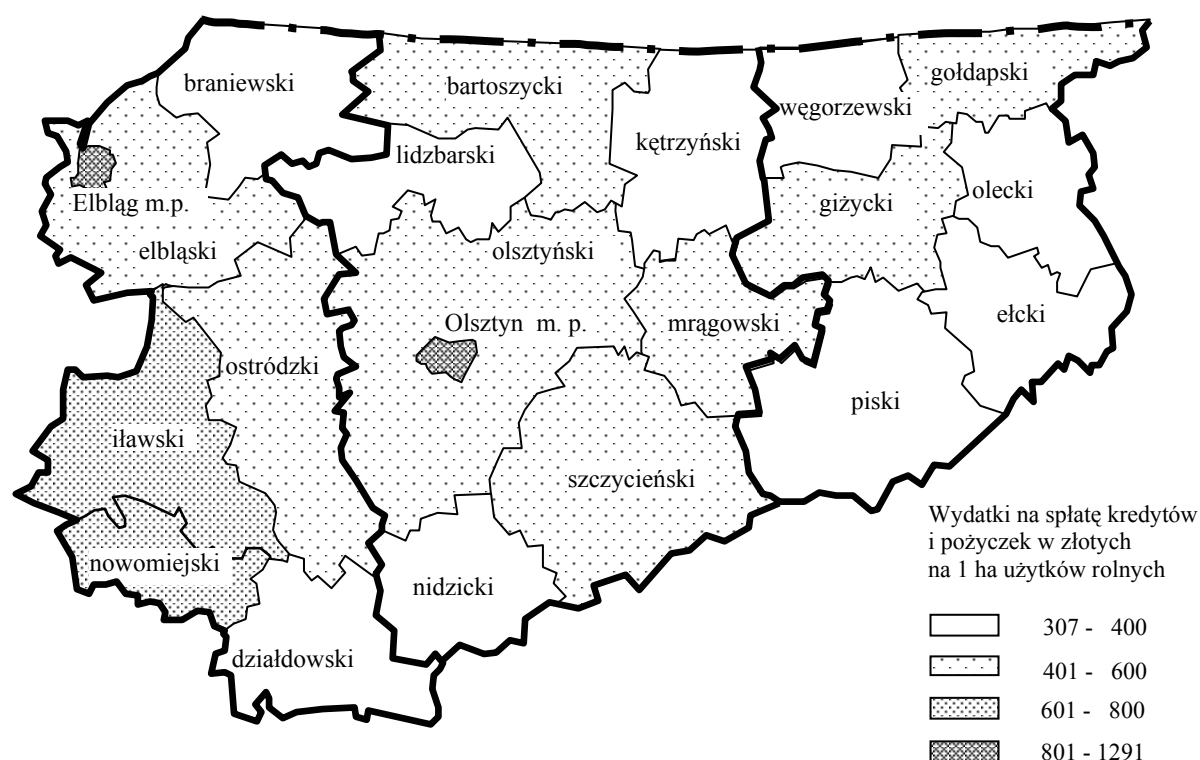 braniewski
bartoszycki
gołdapski
węgorzewski
kętrzyński
lidzbarski
olecki
giżycki
Elbląg m.p.
elbląski
olsztyński
Olsztyn m. p.
mrągowski
ełcki
ostródzki
piski
iławski
szczycieński
nowomiejski
nidzicki
działdowski
Wydatki na spłatę kredytów
i pożyczek w złotych
na 1 ha użytków rolnych
307 - 400
401 - 600
601 - 800
801 - 1291